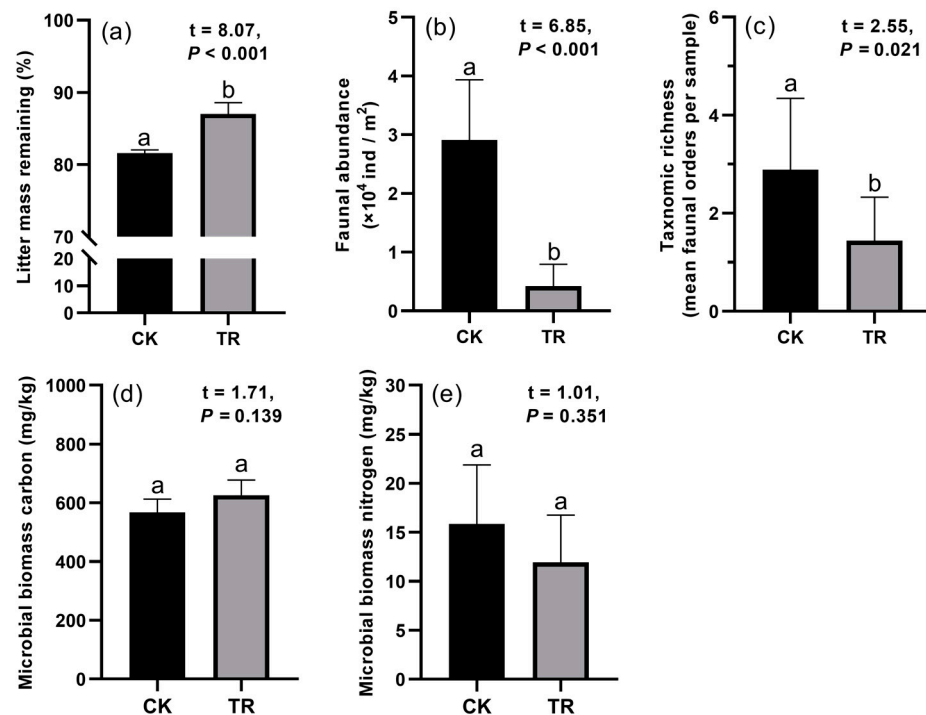 (a)
t = 8.07,
P < 0.001
Litter mass remaining (%)
100
90
80
70
20
10
0
a
b
CK
TR
(b)
t = 6.85,
P < 0.001
Faunal abundance
(×10⁴ ind / m²)
5
4
3
2
1
0
a
b
CK
TR
(c)
t = 2.55,
P = 0.021
Taxnomic richness
(mean faunal orders per sample)
6
4
2
0
a
b
CK
TR
(d)
t = 1.71,
P = 0.139
Microbial biomass carbon (mg/kg)
1000
800
600
400
200
0
a
a
CK
TR
(e)
t = 1.01,
P = 0.351
Microbial biomass nitrogen (mg/kg)
30
25
20
15
10
5
0
a
a
CK
TR